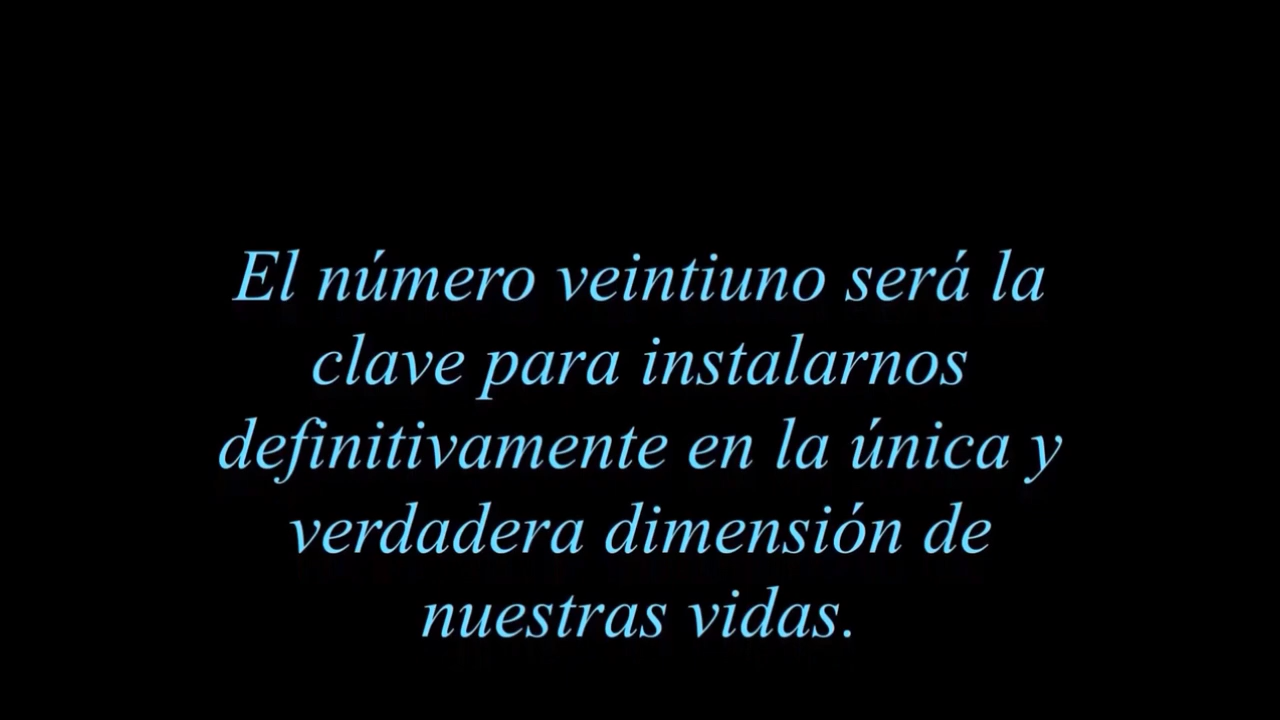 El número veintiuno será la
clave para instalarnos
definitivamente en la única y
verdadera dimensión de
nuestras vidas.